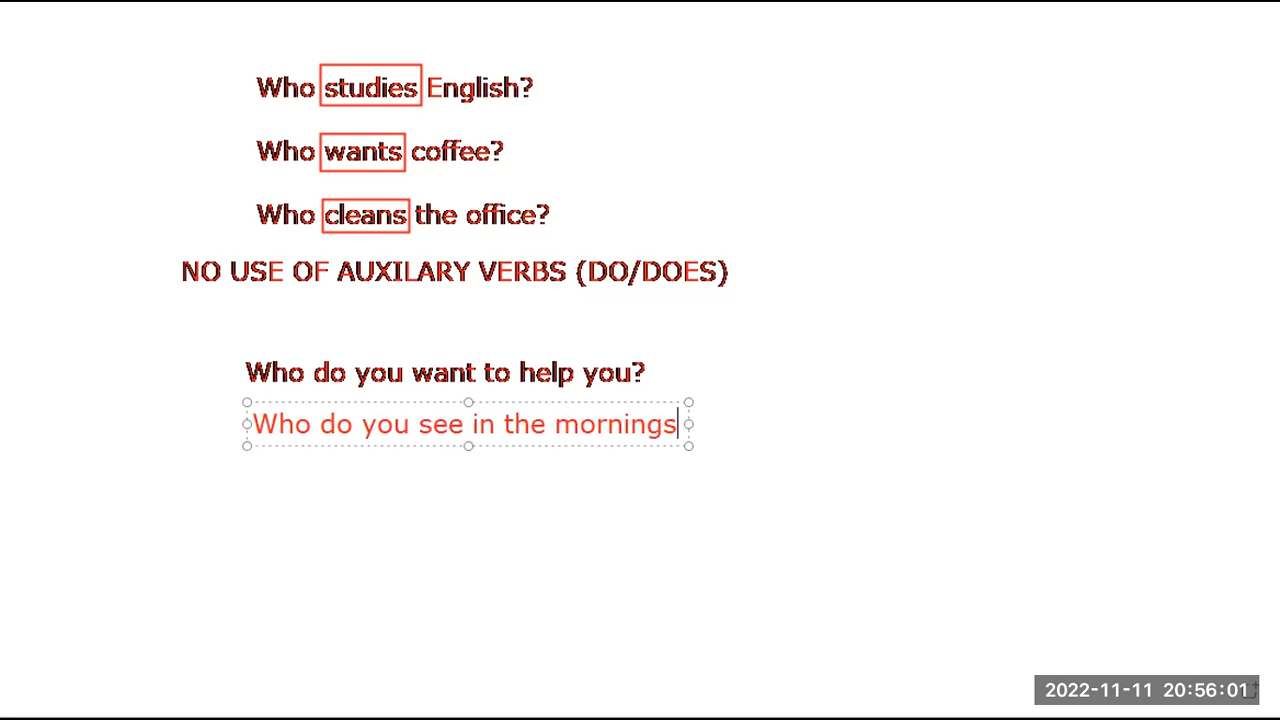 Who studies English?
Who wants coffee?
Who cleans the office?
NO USE OF AUXILARY VERBS (DO/DOES)
Who do you want to help you?
Who do you see in the mornings
2022-11-11 20:56:01